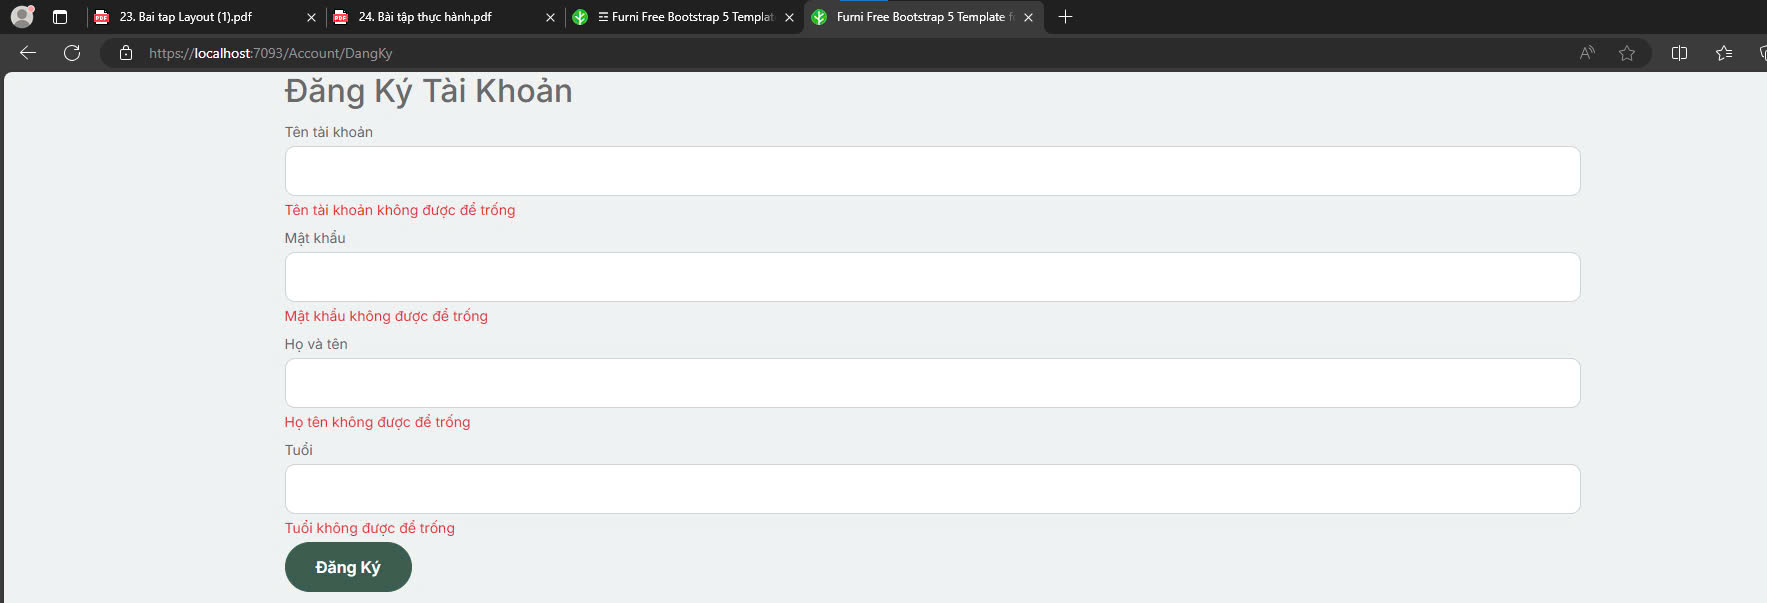 23. Bai tap Layout (1).pdf
24. Bài tập thực hành.pdf
Furni Free Bootstrap 5 Templat
Furni Free Bootstrap 5 Template f
https://localhost:7093/Account/DangKy
Đăng Ký Tài Khoản
Tên tài khoản
Tên tài khoản không được để trống
Mật khẩu
Mật khẩu không được để trống
Họ và tên
Họ tên không được để trống
Tuổi
Tuổi không được để trống
Đăng Ký